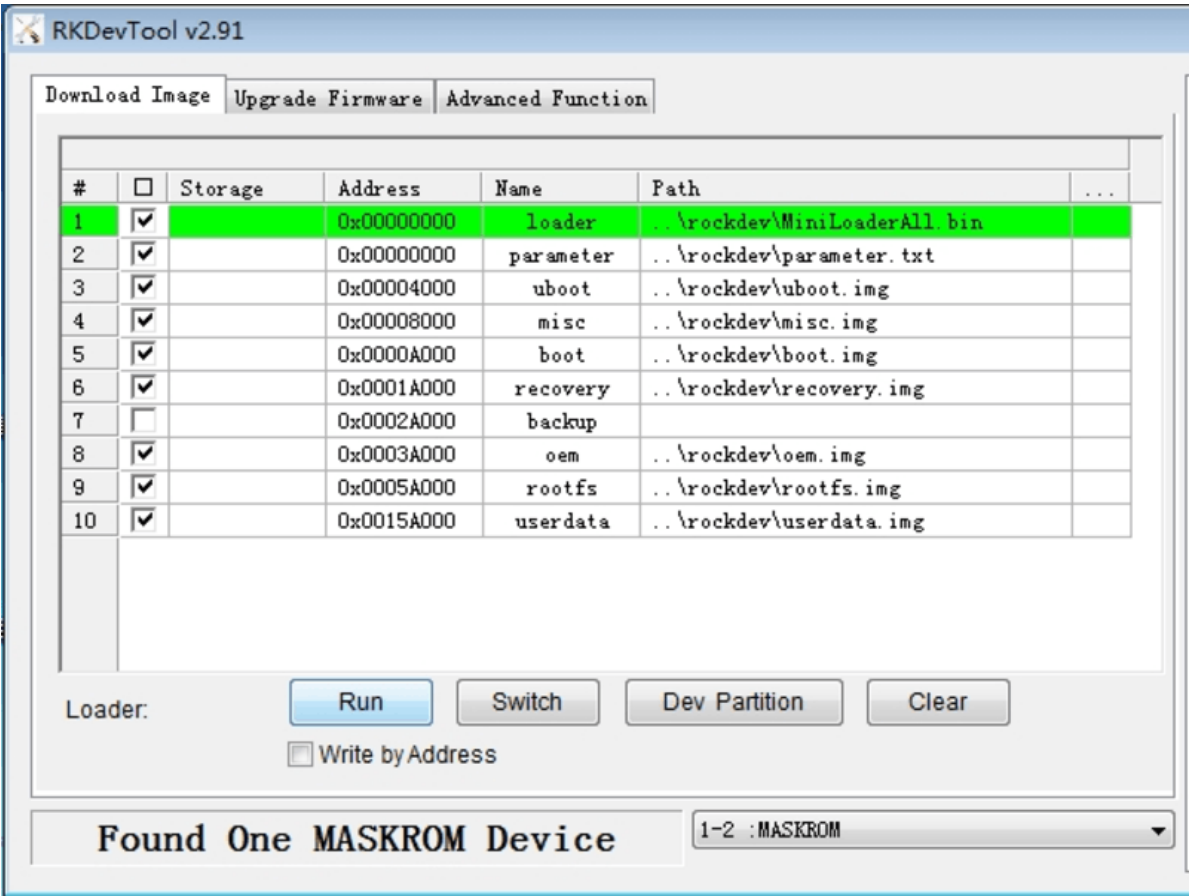 RKDevTool v2.91
Download Image Upgrade Firmware Advanced Function
# Storage Address Name Path ...
1 0x00000000 loader ..\rockdev\MiniLoaderAll.bin
2 0x00000000 parameter ..\rockdev\parameter.txt
3 0x00004000 uboot ..\rockdev\uboot.img
4 0x00008000 misc ..\rockdev\misc.img
5 0x0000A000 boot ..\rockdev\boot.img
6 0x0001A000 recovery ..\rockdev\recovery.img
7 0x0002A000 backup
8 0x0003A000 oem ..\rockdev\oem.img
9 0x0005A000 rootfs ..\rockdev\rootfs.img
10 0x0015A000 userdata ..\rockdev\userdata.img
Loader: Run Switch Dev Partition Clear
Write by Address
Found One MASKROM Device 1-2 :MASKROM